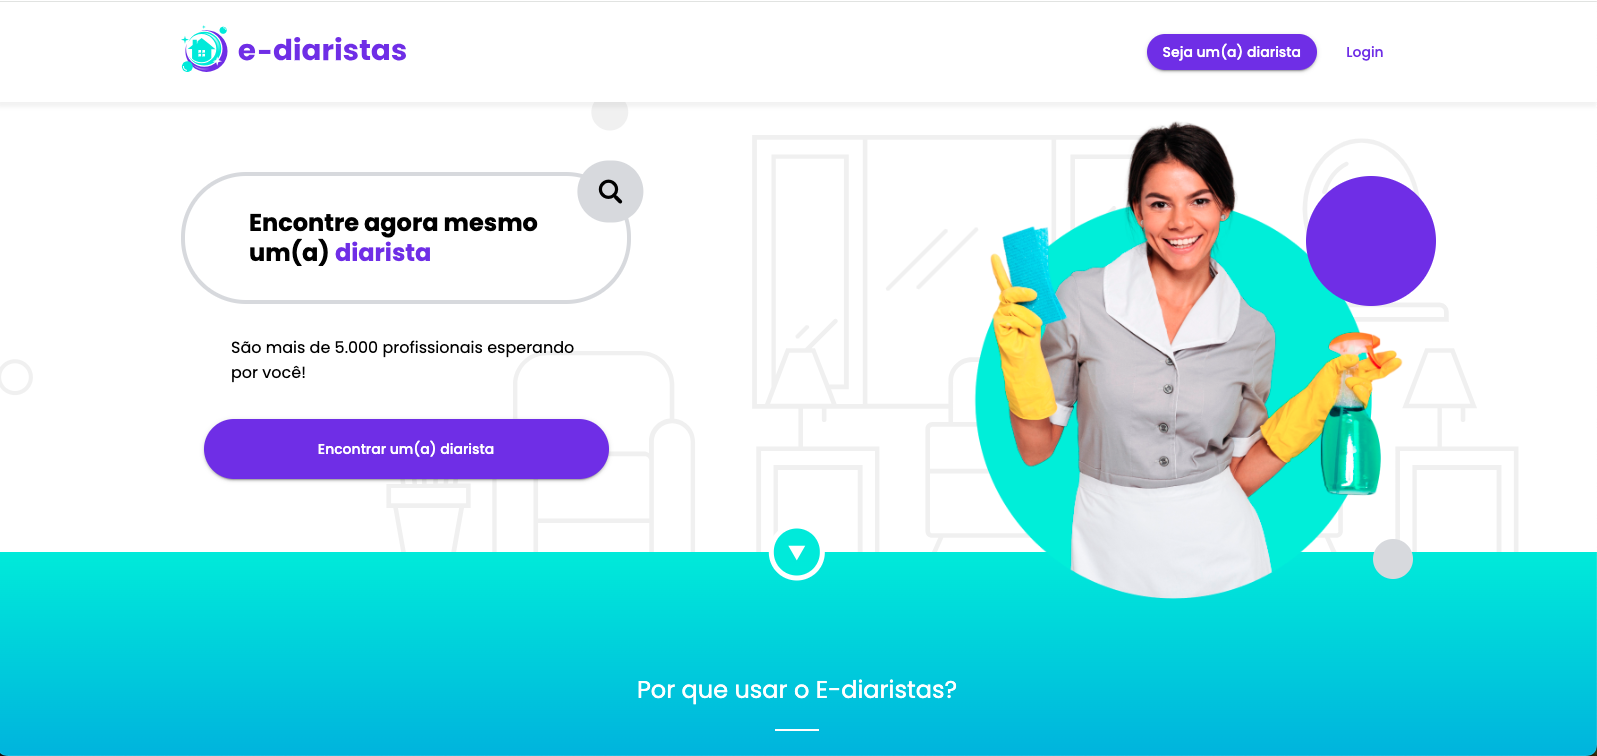 e-diaristas
Seja um(a) diarista
Login
Encontre agora mesmo
um(a) diarista
São mais de 5.000 profissionais esperando
por você!
Encontrar um(a) diarista
Por que usar o E-diaristas?